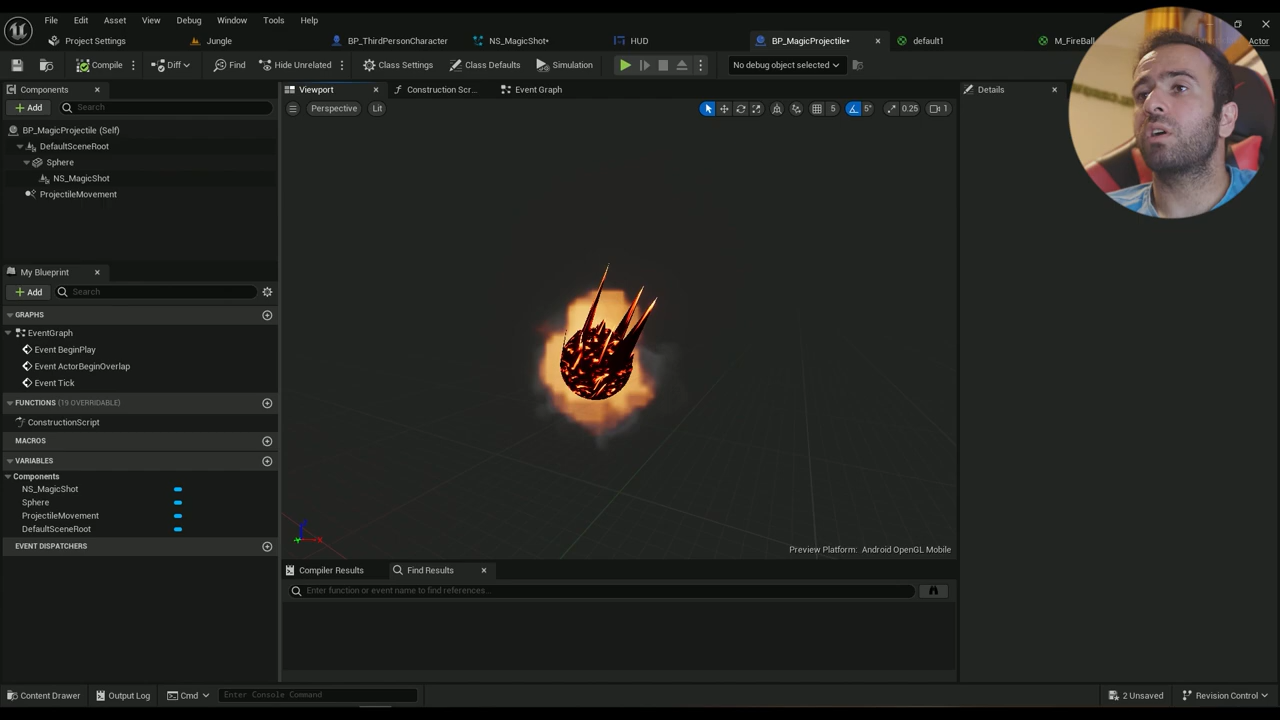 File Edit Asset View Debug Window Tools Help
Project Settings Jungle BP_ThirdPersonCharacter NS_MagicShot* HUD BP_MagicProjectile* default1 M_FireBall Actor
Compile Diff Find Hide Unrelated Class Settings Class Defaults Simulation No debug object selected
Components Viewport Construction Scr... Event Graph Details
Add Search Perspective Lit 5 5° 0.25 1
BP_MagicProjectile (Self)
DefaultSceneRoot
Sphere
NS_MagicShot
ProjectileMovement
My Blueprint
Add Search
GRAPHS
EventGraph
Event BeginPlay
Event ActorBeginOverlap
Event Tick
FUNCTIONS (19 OVERRIDABLE)
ConstructionScript
MACROS
VARIABLES
Components
NS_MagicShot
Sphere
ProjectileMovement
DefaultSceneRoot
EVENT DISPATCHERS
Preview Platform: Android OpenGL Mobile
Compiler Results Find Results
Enter function or event name to find references...
Content Drawer Output Log Cmd Enter Console Command 2 Unsaved Revision Control